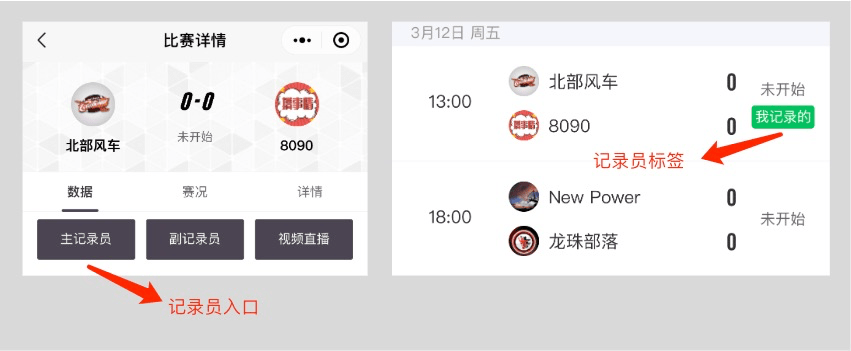 比赛详情
0-0
未开始
北部风车
8090
数据
赛况
详情
主记录员
副记录员
视频直播
记录员入口
3月12日 周五
13:00
北部风车
0
未开始
8090
0
我记录的
记录员标签
18:00
New Power
0
未开始
龙珠部落
0